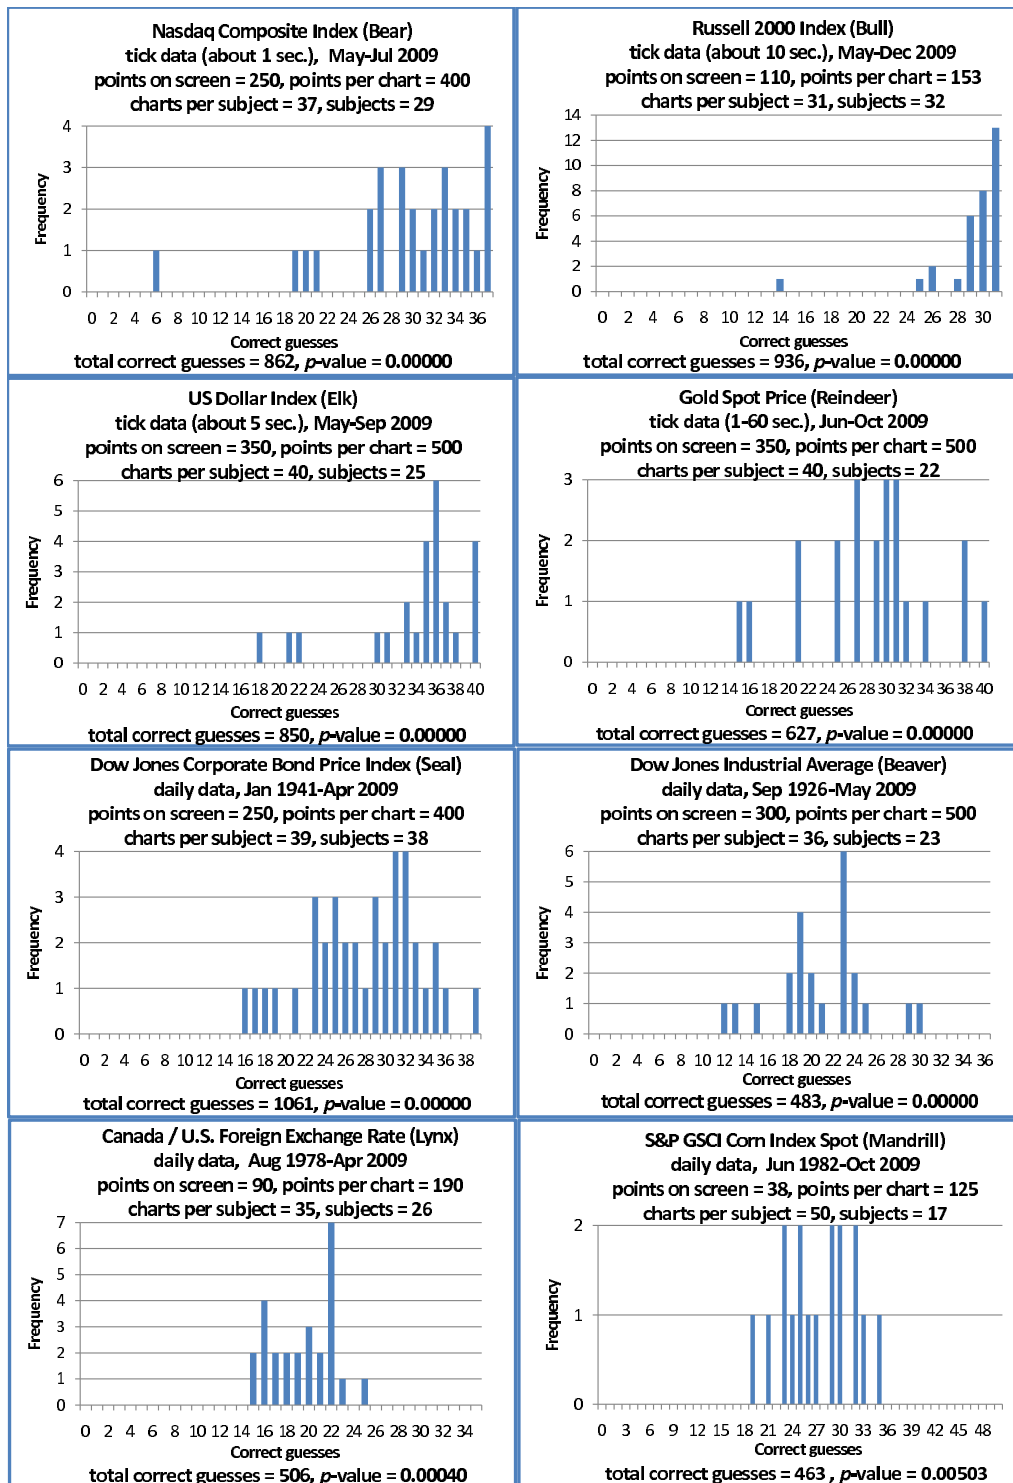 Nasdaq Composite Index (Bear)
tick data (about 1 sec.), May-Jul 2009
points on screen = 250, points per chart = 400
charts per subject = 37, subjects = 29
4
3
2
1
0
Frequency
0 2 4 6 8 10 12 14 16 18 20 22 24 26 28 30 32 34 36
Correct guesses
total correct guesses = 862, p-value = 0.00000
Russell 2000 Index (Bull)
tick data (about 10 sec.), May-Dec 2009
points on screen = 110, points per chart = 153
charts per subject = 31, subjects = 32
14
12
10
8
6
4
2
0
Frequency
0 2 4 6 8 10 12 14 16 18 20 22 24 26 28 30
Correct guesses
total correct guesses = 936, p-value = 0.00000
US Dollar Index (Elk)
tick data (about 5 sec.), May-Sep 2009
points on screen = 350, points per chart = 500
charts per subject = 40, subjects = 25
6
5
4
3
2
1
0
Frequency
0 2 4 6 8 10 12 14 16 18 20 22 24 26 28 30 32 34 36 38 40
Correct guesses
total correct guesses = 850, p-value = 0.00000
Gold Spot Price (Reindeer)
tick data (1-60 sec.), Jun-Oct 2009
points on screen = 350, points per chart = 500
charts per subject = 40, subjects = 22
3
2
1
0
Frequency
0 2 4 6 8 10 12 14 16 18 20 22 24 26 28 30 32 34 36 38 40
Correct guesses
total correct guesses = 627, p-value = 0.00000
Dow Jones Corporate Bond Price Index (Seal)
daily data, Jan 1941-Apr 2009
points on screen = 250, points per chart = 400
charts per subject = 39, subjects = 38
4
3
2
1
0
Frequency
0 2 4 6 8 10 12 14 16 18 20 22 24 26 28 30 32 34 36 38
Correct guesses
total correct guesses = 1061, p-value = 0.00000
Dow Jones Industrial Average (Beaver)
daily data, Sep 1926-May 2009
points on screen = 300, points per chart = 500
charts per subject = 36, subjects = 23
6
5
4
3
2
1
0
Frequency
0 2 4 6 8 10 12 14 16 18 20 22 24 26 28 30 32 34 36
Correct guesses
total correct guesses = 483, p-value = 0.00000
Canada / U.S. Foreign Exchange Rate (Lynx)
daily data, Aug 1978-Apr 2009
points on screen = 90, points per chart = 190
charts per subject = 35, subjects = 26
7
6
5
4
3
2
1
0
Frequency
0 2 4 6 8 10 12 14 16 18 20 22 24 26 28 30 32 34
Correct guesses
total correct guesses = 506, p-value = 0.00040
S&P GSCI Corn Index Spot (Mandrill)
daily data, Jun 1982-Oct 2009
points on screen = 38, points per chart = 125
charts per subject = 50, subjects = 17
2
1
0
Frequency
0 3 6 9 12 15 18 21 24 27 30 33 36 39 42 45 48
Correct guesses
total correct guesses = 463 , p-value = 0.00503